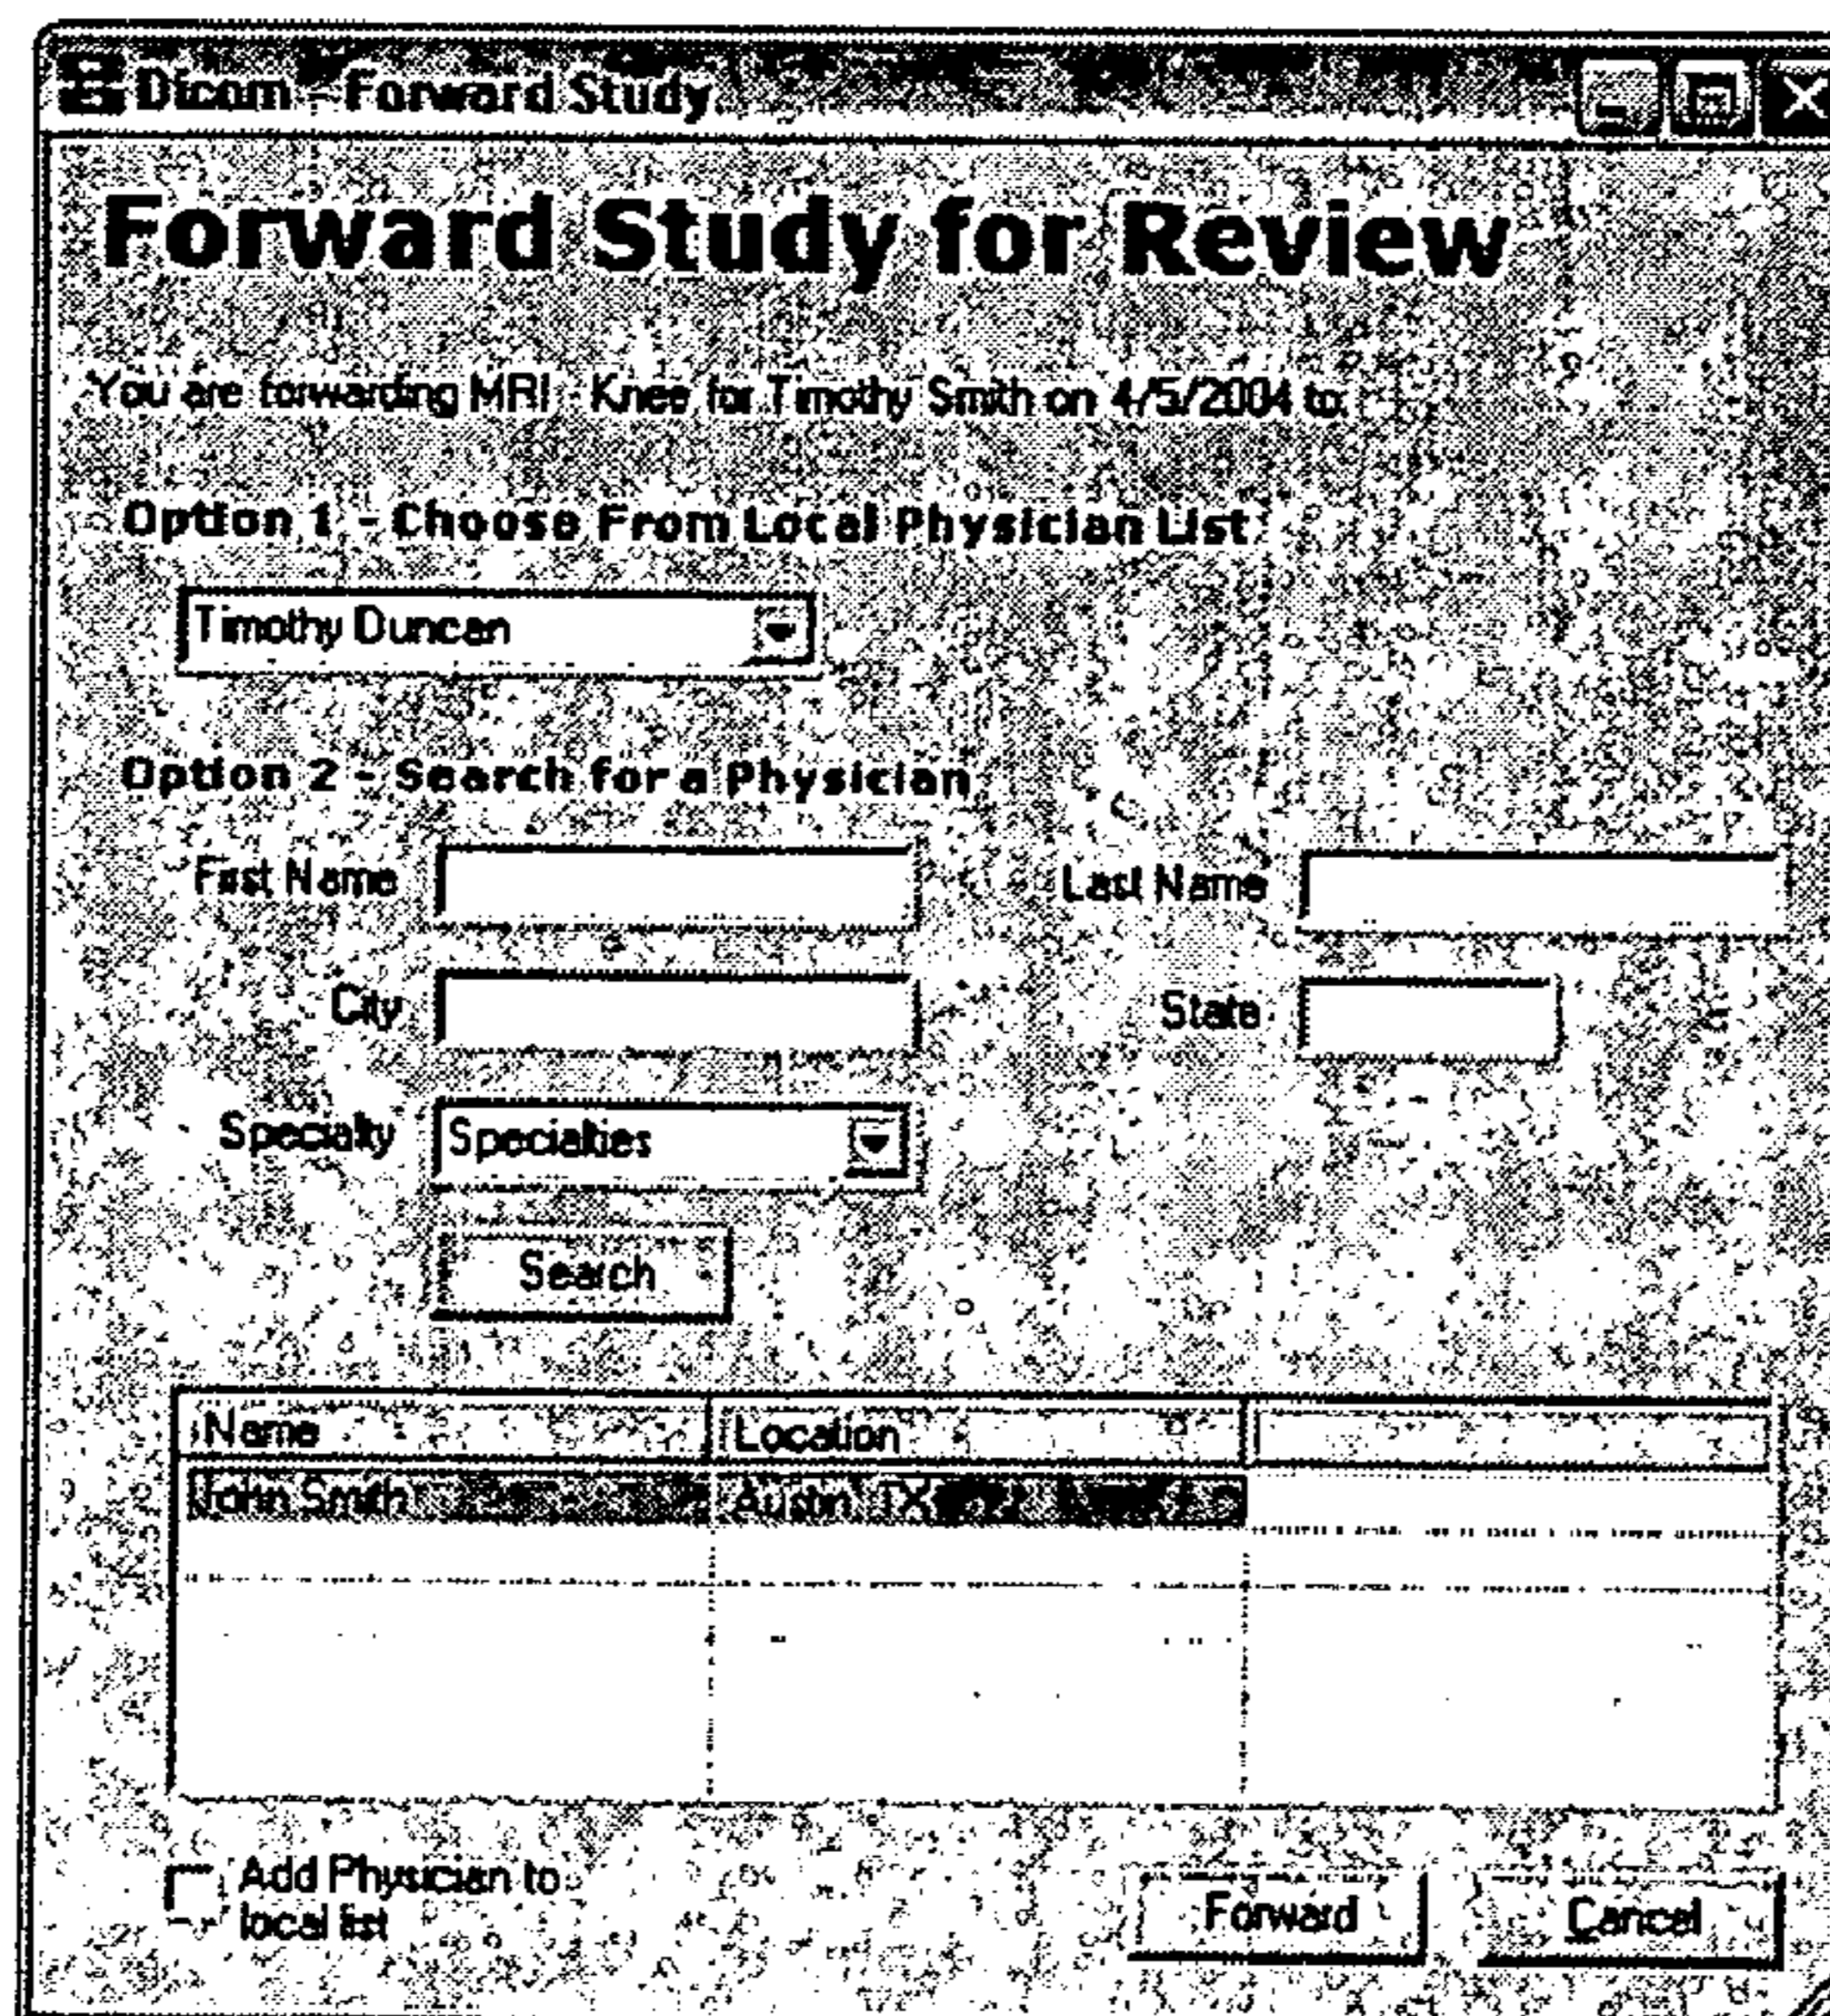 Dicom - Forward Study
Forward Study for Review
You are forwarding MRI - Knee for Timothy Smith on 4/5/2004 to:
Option 1 - Choose From Local Physician List
Timothy Duncan
Option 2 - Search for a Physician
First Name
Last Name
City
State
Specialty
Specialties
Search
Name
Location
John Smith
Austin, TX
Add Physician to
local list
Forward
Cancel